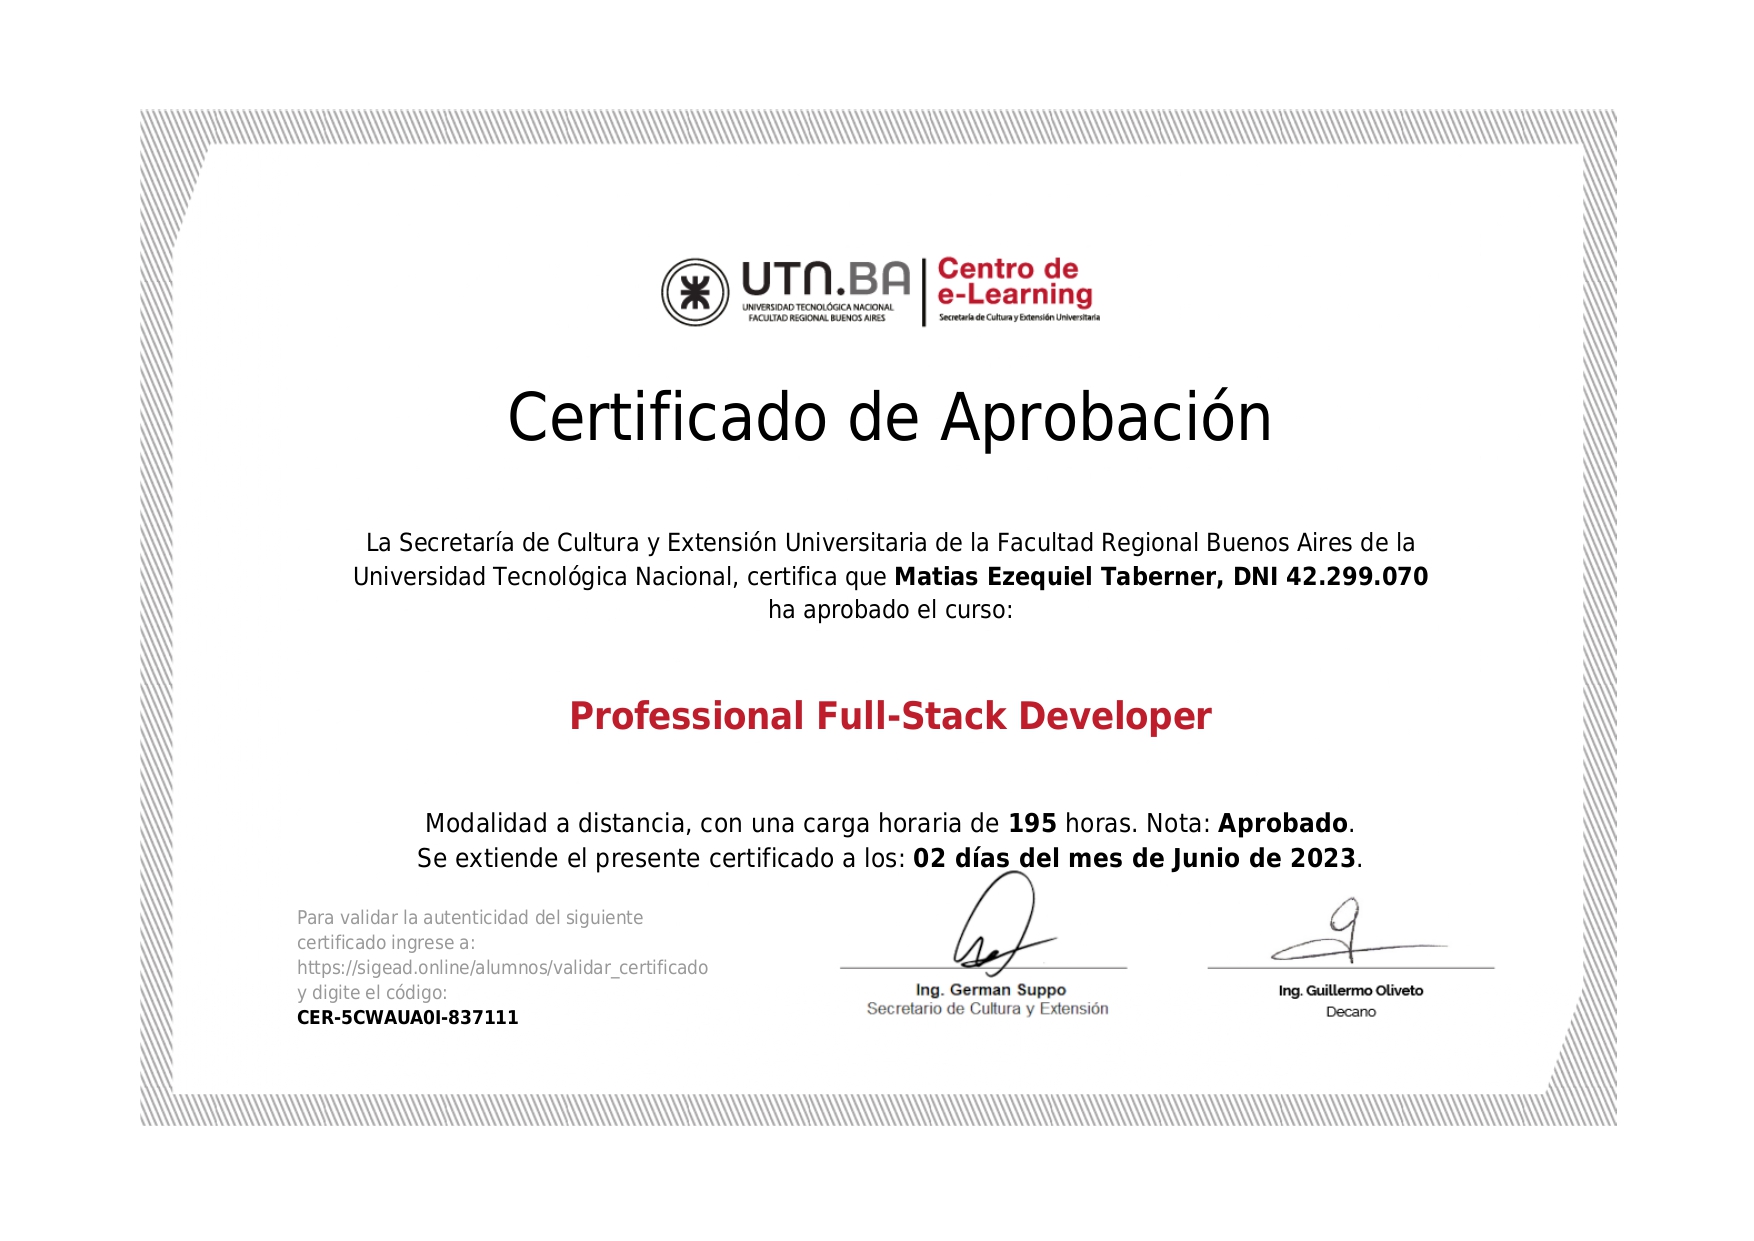 UTN.BA
UNIVERSIDAD TECNOLÓGICA NACIONAL
FACULTAD REGIONAL BUENOS AIRES
Centro de
e-Learning
Secretaría de Cultura y Extensión Universitaria
Certificado de Aprobación
La Secretaría de Cultura y Extensión Universitaria de la Facultad Regional Buenos Aires de la
Universidad Tecnológica Nacional, certifica que Matias Ezequiel Taberner, DNI 42.299.070
ha aprobado el curso:
Professional Full-Stack Developer
Modalidad a distancia, con una carga horaria de 195 horas. Nota: Aprobado.
Se extiende el presente certificado a los: 02 días del mes de Junio de 2023.
Para validar la autenticidad del siguiente
certificado ingrese a:
https://sigead.online/alumnos/validar_certificado
y digite el código:
CER-5CWAUA0I-837111
Ing. German Suppo
Secretario de Cultura y Extensión
Ing. Guillermo Oliveto
Decano